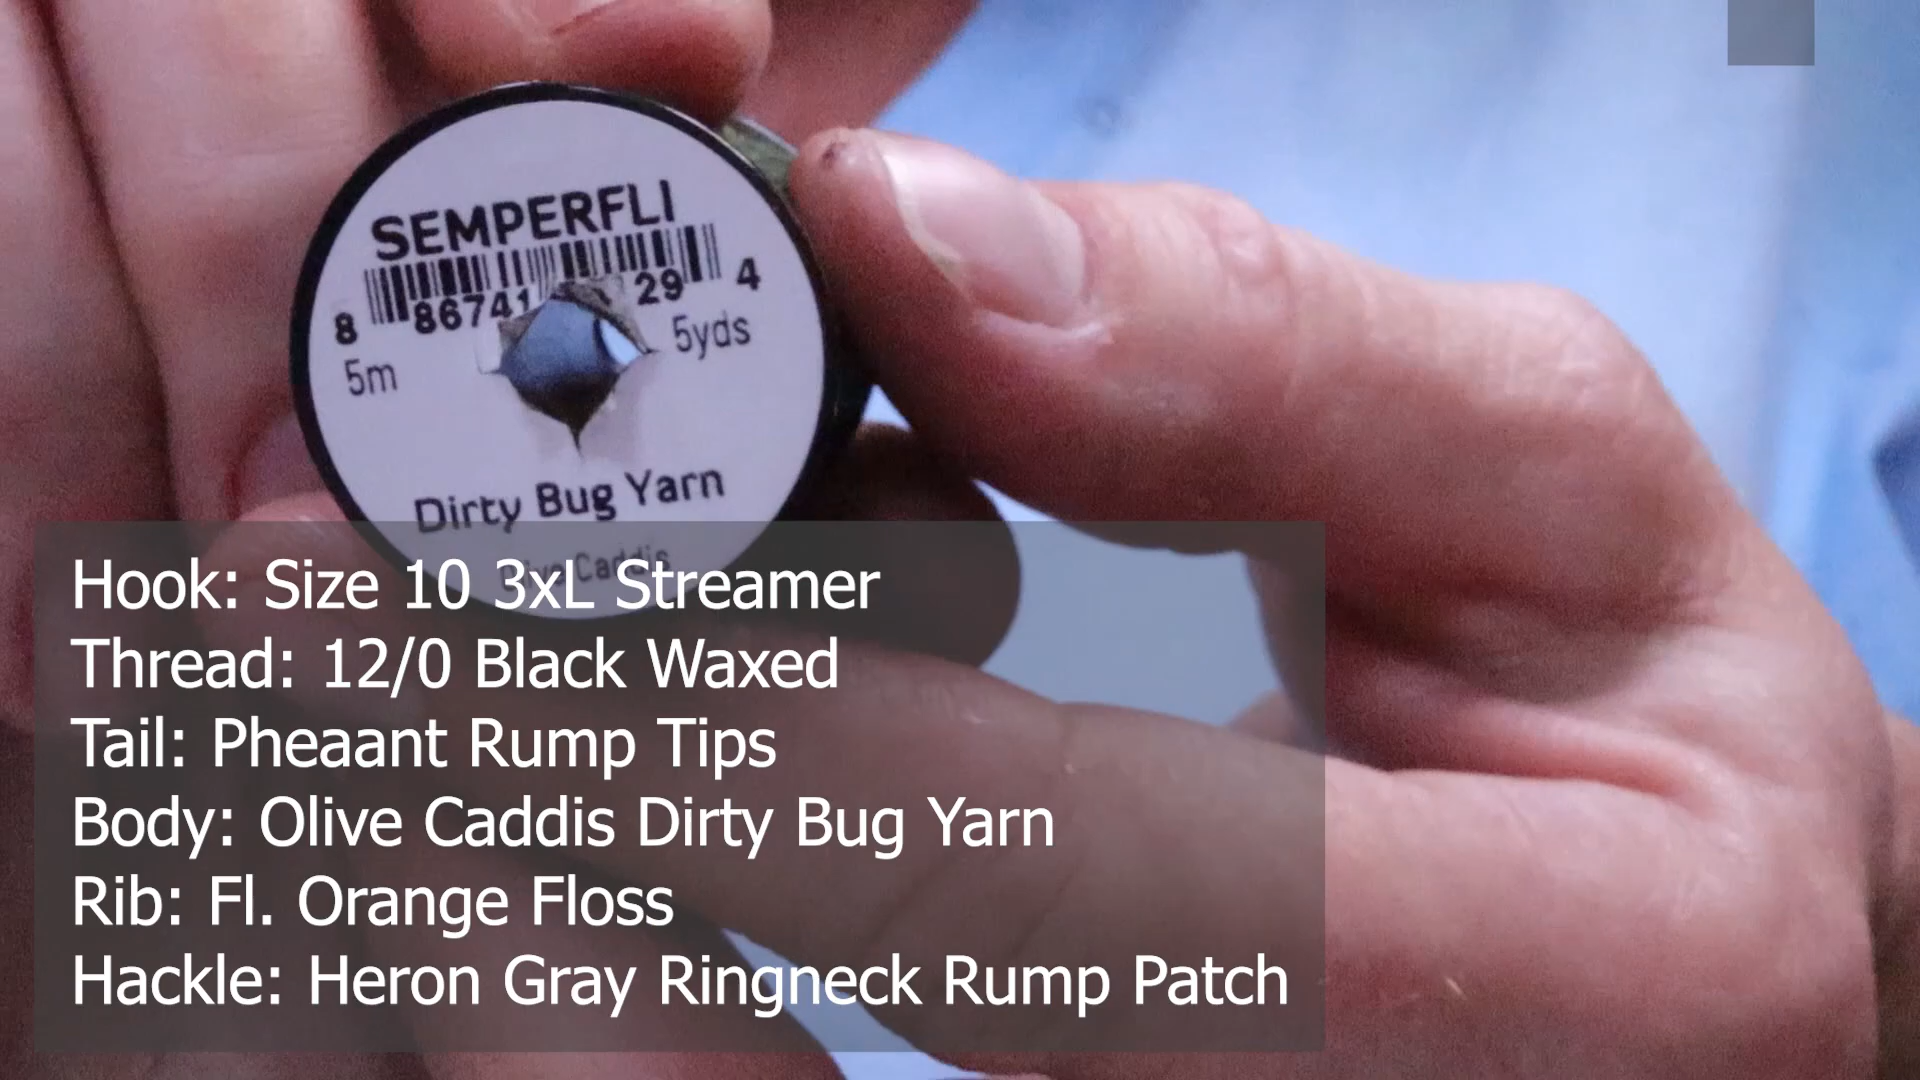 SEMPERFLI
8 86741 29 4
5m 5yds
Dirty Bug Yarn
Olive Caddis
Hook: Size 10 3xL Streamer
Thread: 12/0 Black Waxed
Tail: Pheaant Rump Tips
Body: Olive Caddis Dirty Bug Yarn
Rib: Fl. Orange Floss
Hackle: Heron Gray Ringneck Rump Patch